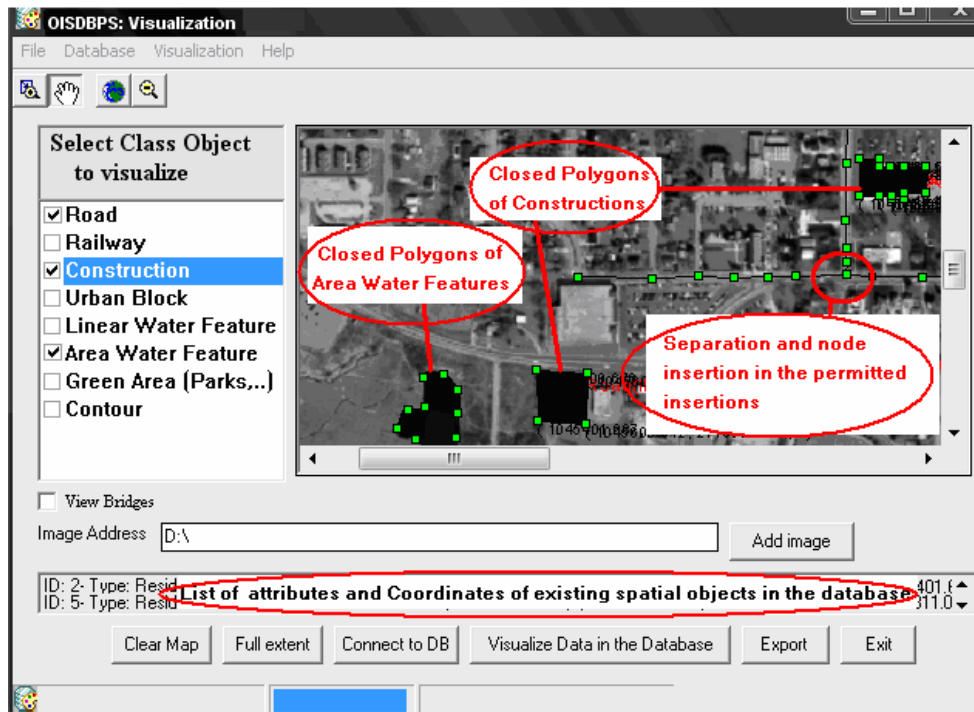 OISDBPS: Visualization
File Database Visualization Help
Select Class Object
to visualize
Road
Railway
Construction
Urban Block
Linear Water Feature
Area Water Feature
Green Area (Parks,..)
Contour
Closed Polygons
of Constructions
Closed Polygons of
Area Water Features
Separation and node
insertion in the permitted
insertions
View Bridges
Image Address D:\ Add image
ID: 2- Type: Resid
ID: 5- Type: Resid
List of attributes and Coordinates of existing spatial objects in the database
Clear Map Full extent Connect to DB Visualize Data in the Database Export Exit